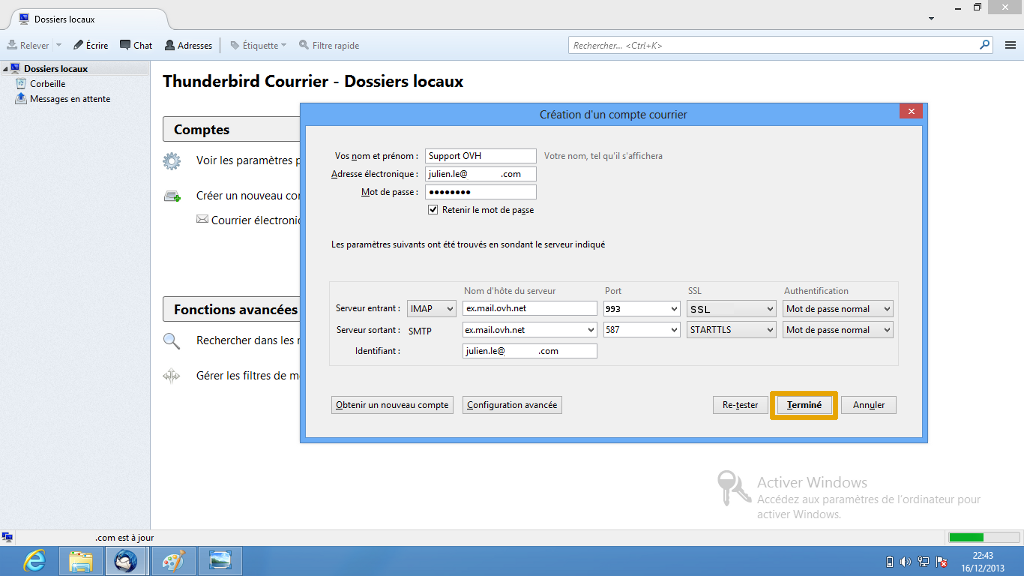 Dossiers locaux
Relever Écrire Chat Adresses Étiquette Filtre rapide Rechercher... <Ctrl+K>
Dossiers locaux
Corbeille
Messages en attente
Thunderbird Courrier - Dossiers locaux
Comptes
Voir les paramètres p
Créer un nouveau co
Courrier électroni
Fonctions avancées
Rechercher dans les
Gérer les filtres de m
Création d'un compte courrier
Vos nom et prénom : Support OVH Votre nom, tel qu'il s'affichera
Adresse électronique : julien.le@ .com
Mot de passe : ••••••••
Retenir le mot de passe
Les paramètres suivants ont été trouvés en sondant le serveur indiqué
Nom d'hôte du serveur Port SSL Authentification
Serveur entrant : IMAP ex.mail.ovh.net 993 SSL Mot de passe normal
Serveur sortant : SMTP ex.mail.ovh.net 587 STARTTLS Mot de passe normal
Identifiant : julien.le@ .com
Obtenir un nouveau compte Configuration avancée Re-tester Terminé Annuler
Activer Windows
Accédez aux paramètres de l'ordinateur pour
activer Windows.
.com est à jour
22:43
16/12/2013